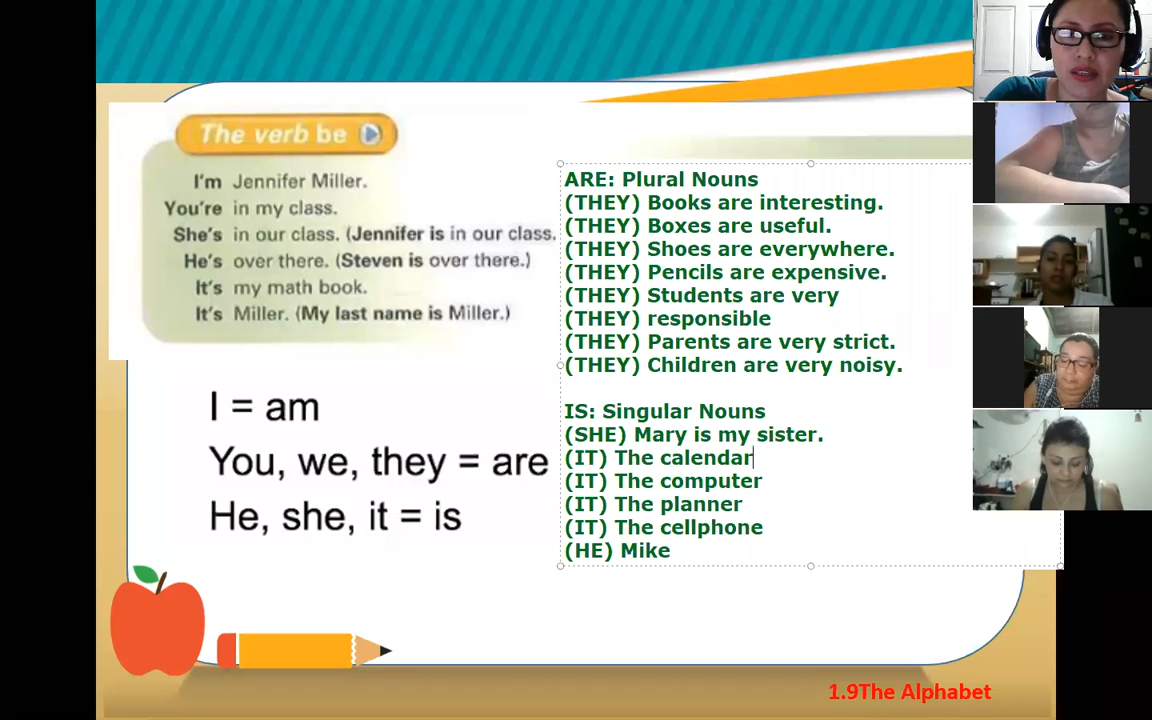 The verb be
I'm Jennifer Miller.
You're in my class.
She's in our class. (Jennifer is in our class.
He's over there. (Steven is over there.)
It's my math book.
It's Miller. (My last name is Miller.)
I = am
You, we, they = are
He, she, it = is
ARE: Plural Nouns
(THEY) Books are interesting.
(THEY) Boxes are useful.
(THEY) Shoes are everywhere.
(THEY) Pencils are expensive.
(THEY) Students are very
(THEY) responsible
(THEY) Parents are very strict.
(THEY) Children are very noisy.
IS: Singular Nouns
(SHE) Mary is my sister.
(IT) The calendar
(IT) The computer
(IT) The planner
(IT) The cellphone
(HE) Mike
1.9The Alphabet